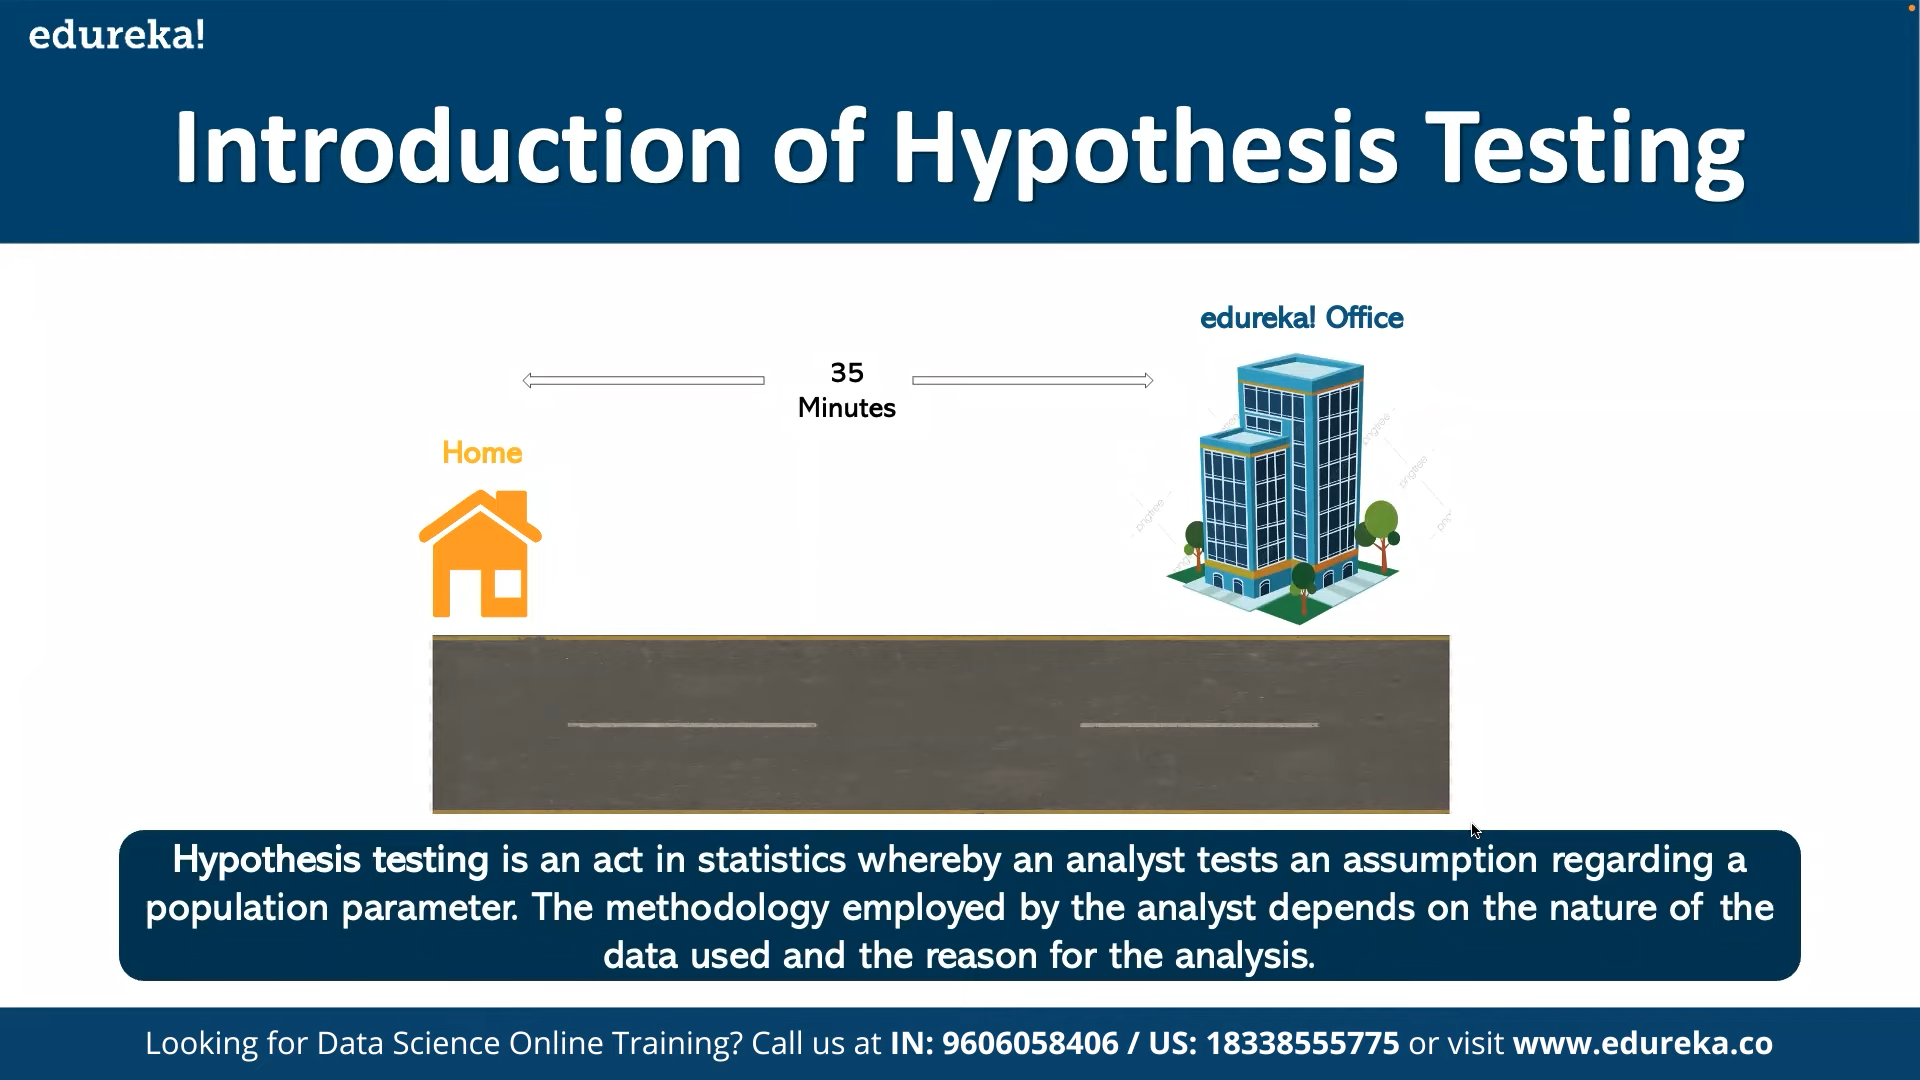 edureka!
Introduction of Hypothesis Testing
edureka! Office
35
Minutes
Home
pngtree
pngtree
pngtree
Hypothesis testing is an act in statistics whereby an analyst tests an assumption regarding a
population parameter. The methodology employed by the analyst depends on the nature of the
data used and the reason for the analysis.
Looking for Data Science Online Training? Call us at IN: 9606058406 / US: 18338555775 or visit www.edureka.co